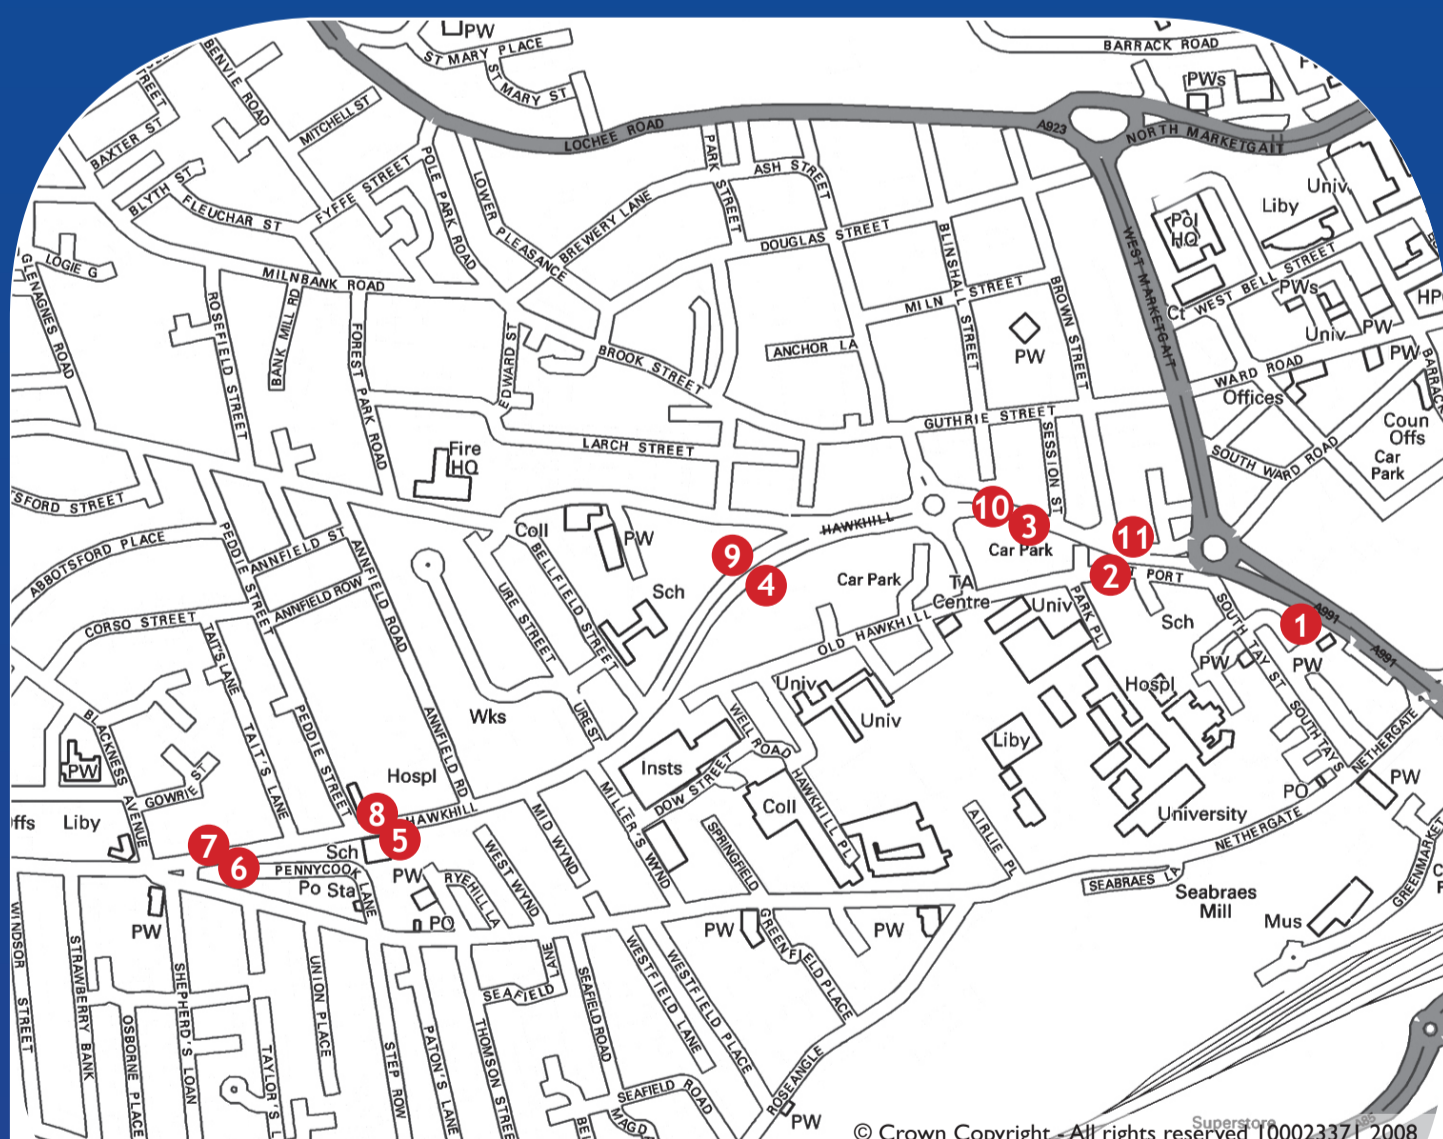 PW
ST MARY PLACE
ST MARY ST
BARRACK ROAD
PWs
BENVIE ROAD
MITCHELL ST
BAXTER ST
BLYTH ST
FLEUCHAR ST
FYFFE STREET
POLE PARK ROAD
LOCHEE ROAD
A923
NORTH MARKETGAIT
LOWER PLEASANCE
BREWERY LANE
PARK STREET
ASH STREET
DOUGLAS STREET
Univ
Liby
Pol
HQ
WEST MARKETGAIT
WEST BELL STREET
Ct
PWs
Univ
PW
PW
LOGIE G
GLENAGNES ROAD
MILNBANK ROAD
ROSEFIELD STREET
BANK MILL RD
FOREST PARK ROAD
EDWARD ST
BROOK STREET
ANCHOR LA
MILN STREET
BLINSHALL STREET
BROWN STREET
PW
WARD ROAD
Offices
Coun
Offs
Car
Park
SOUTH WARD ROAD
GUTHRIE STREET
SESSION ST
LARCH STREET
Fire
HQ
Coll
PW
HAWKHILL
10
3
Car Park
11
2
PORT
9
4
Car Park
TA
Centre
Univ
PARK PL
Sch
SOUTH TAY ST
1
A991
A991
PW
PW
ABBOTSFORD PLACE
PEDDIE STREET
ANNFIELD ST
ANNFIELD ROW
ANNFIELD ROAD
CORSO STREET
TAIT'S LANE
URE STREET
BELLFIELD STREET
Sch
OLD HAWKHILL
Univ
Univ
Hospl
Liby
SOUTH TAY S
NETHERGATE
PW
PO
University
NETHERGATE
BLACKNESS AVENUE
PW
GOWRIE ST
Liby
TAIT'S LANE
PEDDIE STREET
ANNFIELD RD
Wks
URE ST
Hospl
8
5
HAWKHILL
7
6
Sch
PENNYCOOK LANE
Po Sta
PW
RYEHILL LA
PO
WEST WYND
MID WYND
MILLER'S WYND
Insts
DOW STREET
WELL ROAD
Coll
HAWKHILL PL
SPRINGFIELD
AIRLIE PL
SEABRAES LA
Seabraes
Mill
Mus
GREENMARKET
PW
PW
PW
GREENFIELD PLACE
WINDSOR STREET
STRAWBERRY BANK
OSBORNE PLACE
SHEPHERD'S LOAN
TAYLOR'S L
UNION PLACE
STEP ROW
PATON'S LANE
THOMSON STREE
SEAFIELD LANE
SEAFIELD ROAD
WESTFIELD LANE
WESTFIELD PLACE
SEAFIELD ROAD
ROSEANGLE
PW
Superstore
© Crown Copyright - All rights reserved 100023371 2008